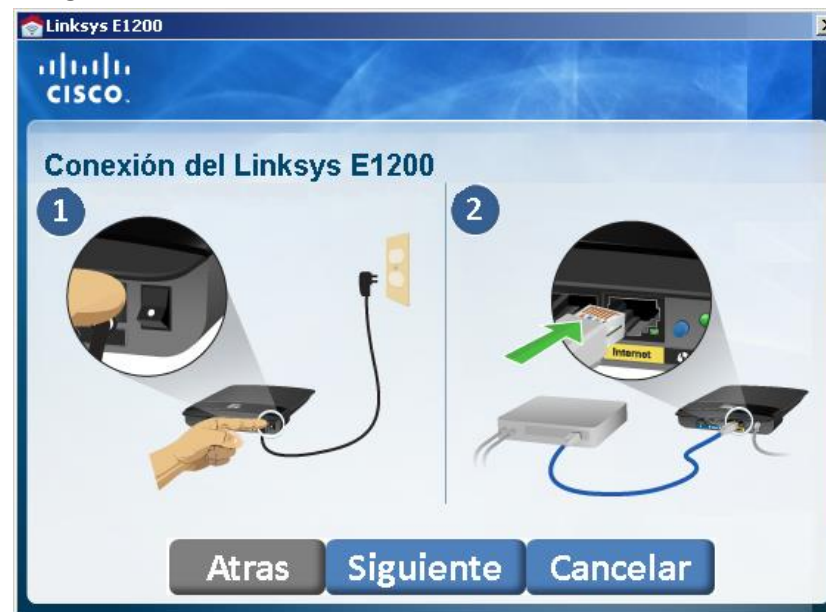 Linksys E1200
CISCO.
Conexión del Linksys E1200
1
2
Internet
Atras
Siguiente
Cancelar